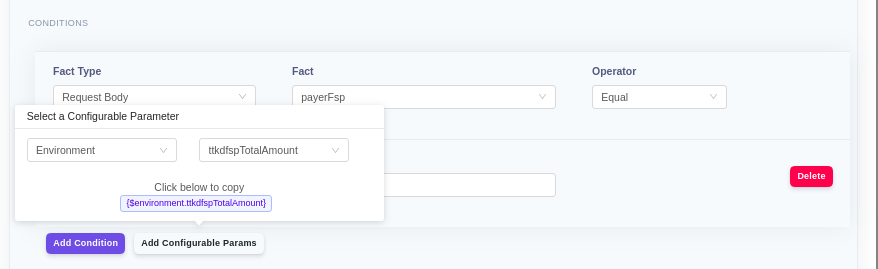 CONDITIONS
Fact Type Fact Operator
Request Body payerFsp Equal
Select a Configurable Parameter
Environment ttkdfspTotalAmount
Delete
Click below to copy
{$environment.ttkdfspTotalAmount}
Add Condition Add Configurable Params